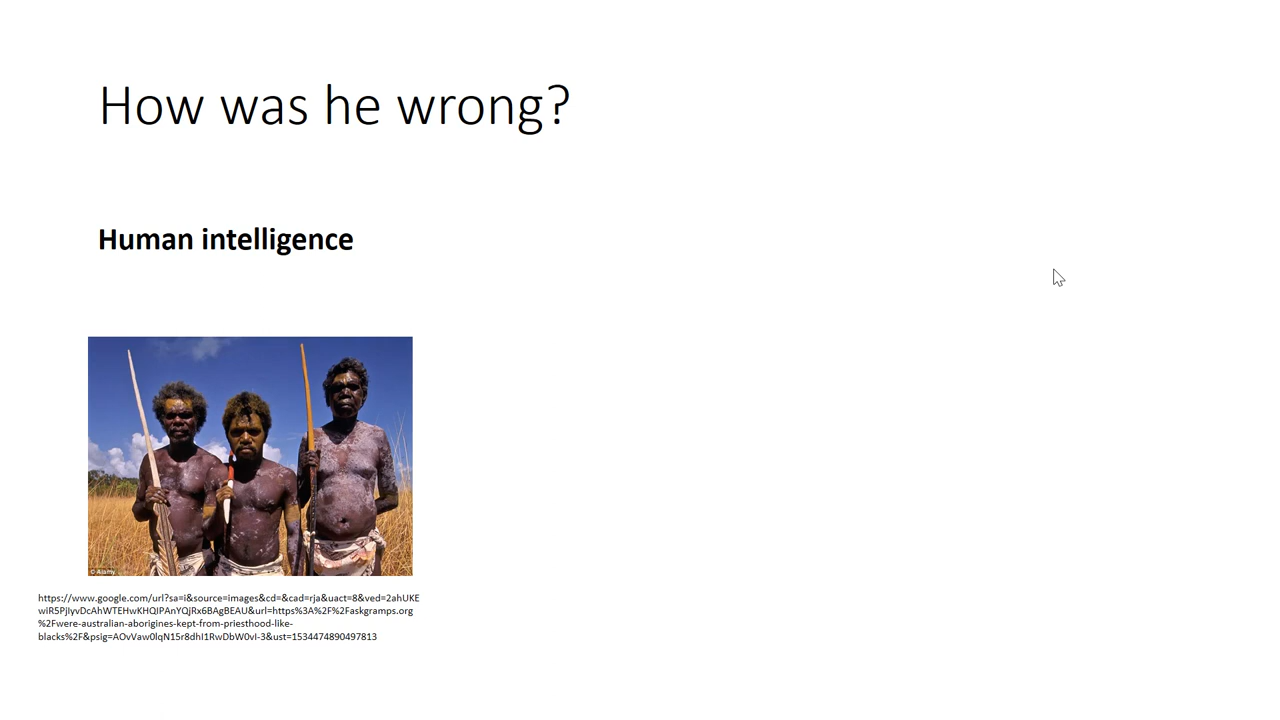 How was he wrong?
Human intelligence
© Alamy
https://www.google.com/url?sa=i&source=images&cd=&cad=rja&uact=8&ved=2ahUKE
wiR5PjIyvDcAhWTEHwKHQIPAnYQjRx6BAgBEAU&url=https%3A%2F%2Faskgramps.org
%2Fwere-australian-aborigines-kept-from-priesthood-like-
blacks%2F&psig=AOvVaw0lqN15r8dhI1RwDbW0vI-3&ust=1534474890497813